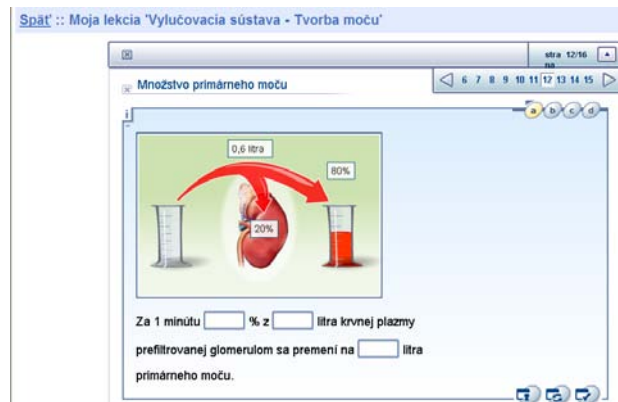 Späť :: Moja lekcia 'Vylučovacia sústava - Tvorba moču'
stra 12/16
na
Množstvo primárneho moču
6 7 8 9 10 11 12 13 14 15
a b c d
i
0,6 litra
80%
20%
Za 1 minútu % z litra krvnej plazmy
prefiltrovanej glomerulom sa premení na litra
primárneho moču.